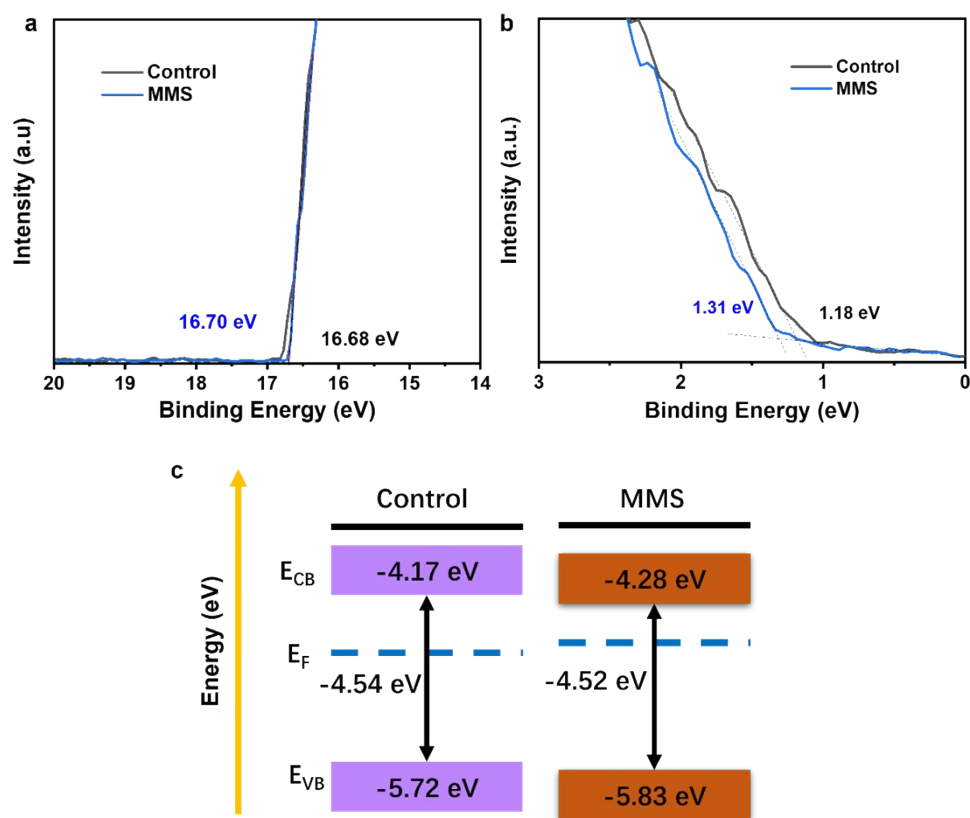 a
Control
MMS
16.70 eV
16.68 eV
Intensity (a.u)
20 19 18 17 16 15 14
Binding Energy (eV)
b
Control
MMS
1.31 eV
1.18 eV
Intensity (a.u.)
3 2 1 0
Binding Energy (eV)
c
Control
MMS
Energy (eV)
E_CB
-4.17 eV
-4.28 eV
E_F
-4.54 eV
-4.52 eV
E_VB
-5.72 eV
-5.83 eV